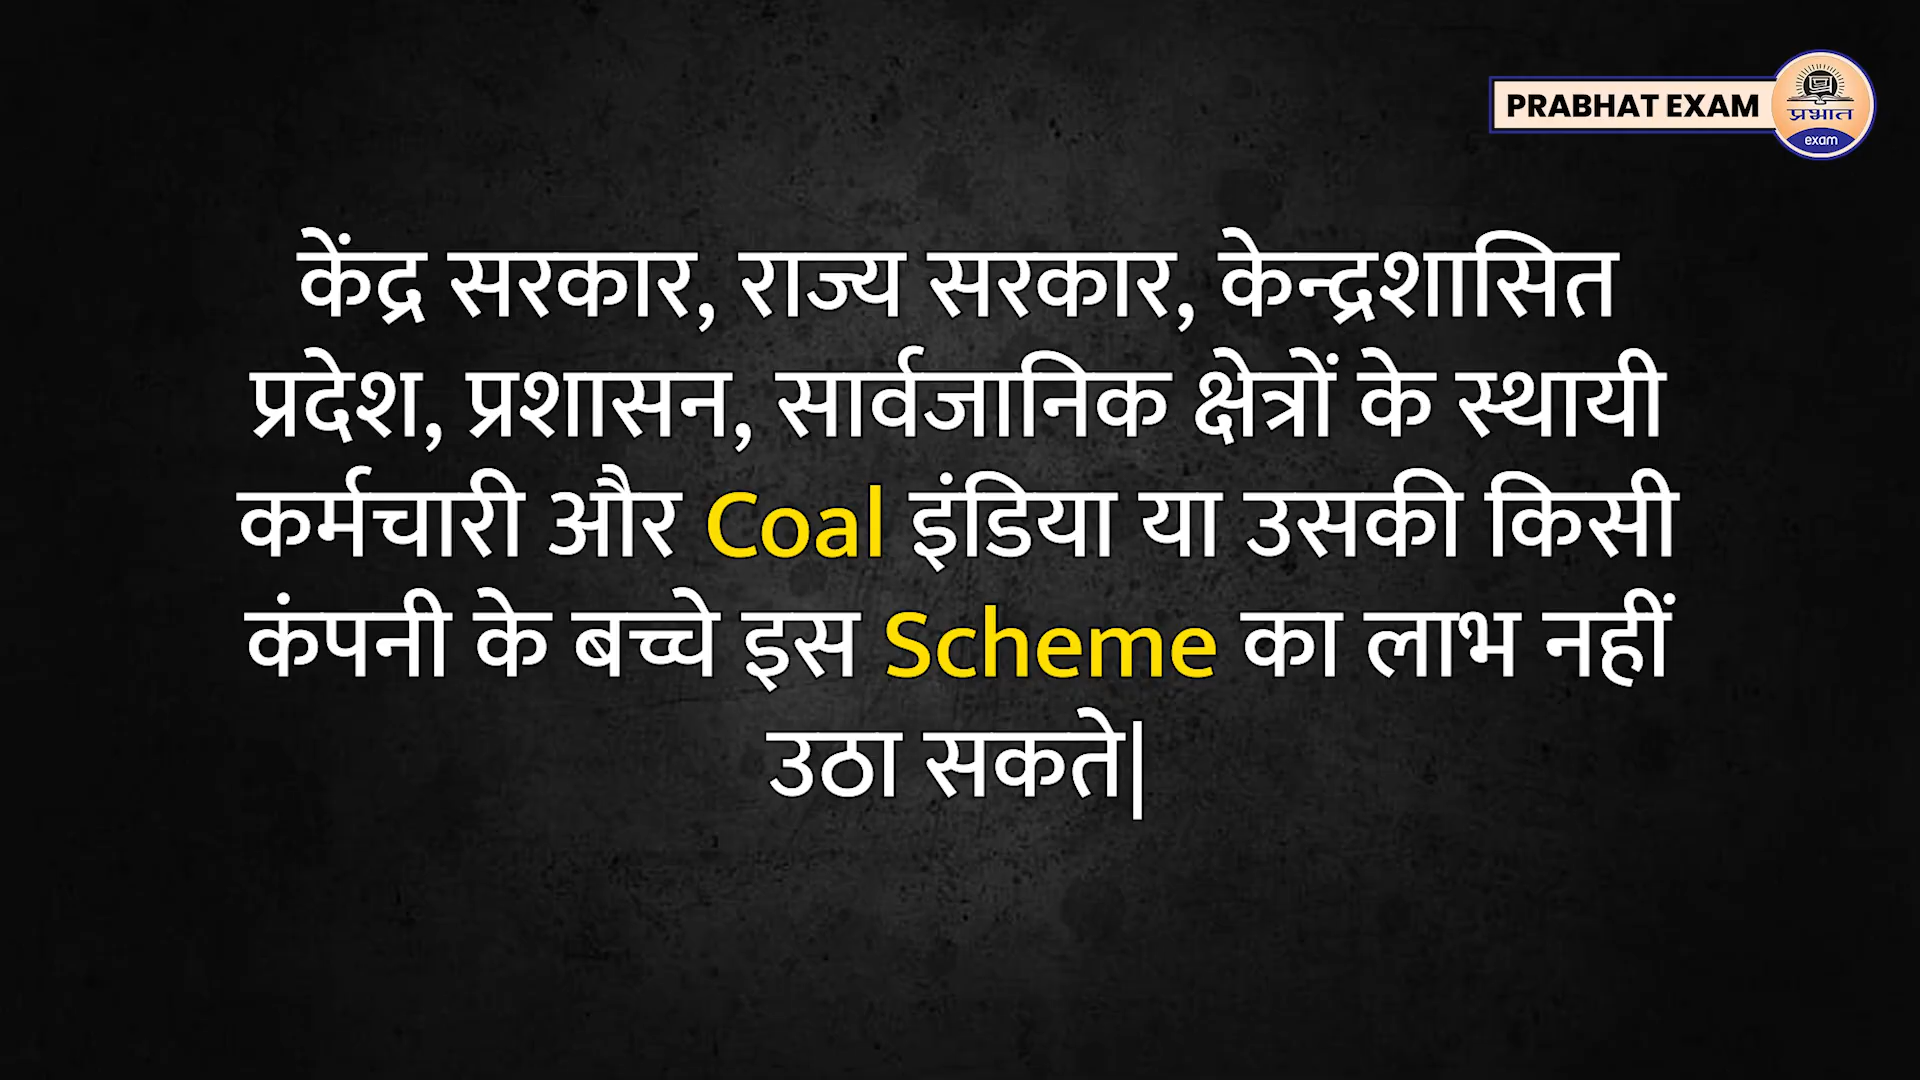 PRABHAT EXAM
प्रभात
exam
केंद्र सरकार, राज्य सरकार, केन्द्रशासित
प्रदेश, प्रशासन, सार्वजानिक क्षेत्रों के स्थायी
कर्मचारी और Coal इंडिया या उसकी किसी
कंपनी के बच्चे इस Scheme का लाभ नहीं
उठा सकते|